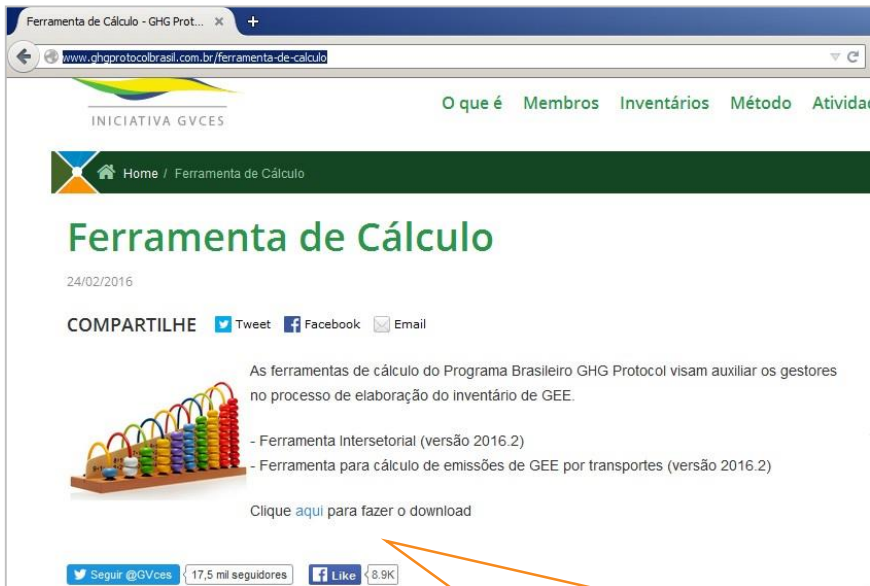 Ferramenta de Cálculo - GHG Prot...
www.ghgprotocolbrasil.com.br/ferramenta-de-calculo
INICIATIVA GVCES
O que é Membros Inventários Método Ativida
Home / Ferramenta de Cálculo
Ferramenta de Cálculo
24/02/2016
COMPARTILHE Tweet Facebook Email
As ferramentas de cálculo do Programa Brasileiro GHG Protocol visam auxiliar os gestores
no processo de elaboração do inventário de GEE.
- Ferramenta Intersetorial (versão 2016.2)
- Ferramenta para cálculo de emissões de GEE por transportes (versão 2016.2)
Clique aqui para fazer o download
Seguir @GVces 17,5 mil seguidores Like 8.9K